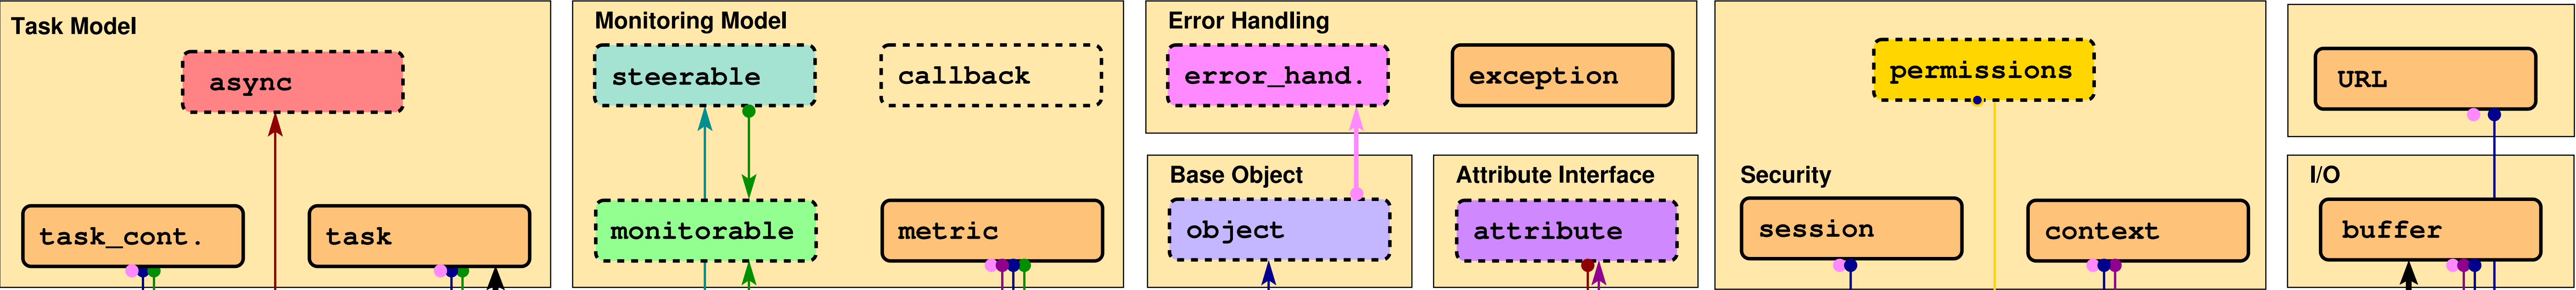 Task Model
async
task_cont.
task
Monitoring Model
steerable
callback
monitorable
metric
Error Handling
error_hand.
exception
Base Object
object
Attribute Interface
attribute
permissions
Security
session
context
URL
I/O
buffer